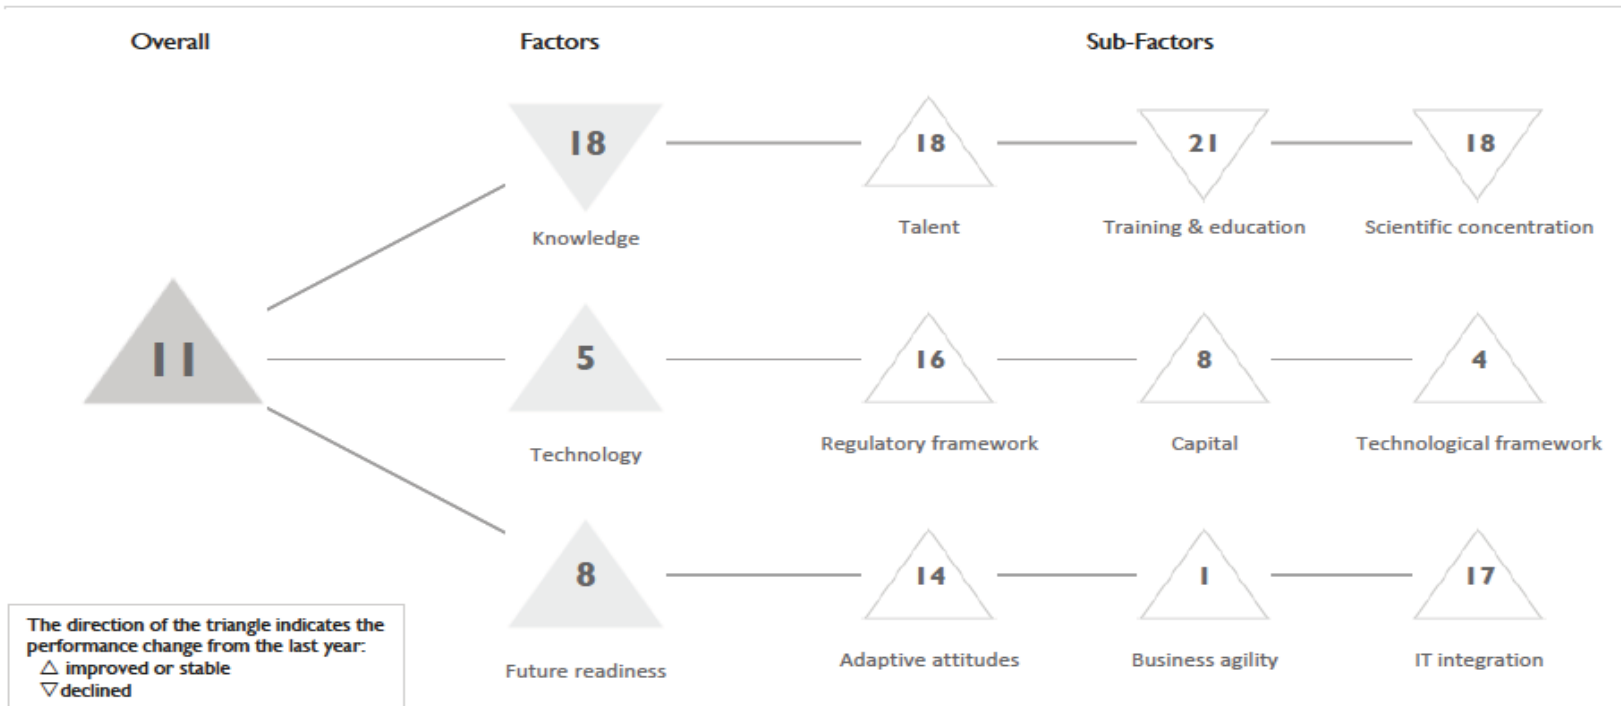 Overall
Factors
Sub-Factors
18
18
21
18
Knowledge
Talent
Training & education
Scientific concentration
11
5
16
8
4
Technology
Regulatory framework
Capital
Technological framework
8
14
1
17
Future readiness
Adaptive attitudes
Business agility
IT integration
The direction of the triangle indicates the
performance change from the last year:
△ improved or stable
▽ declined